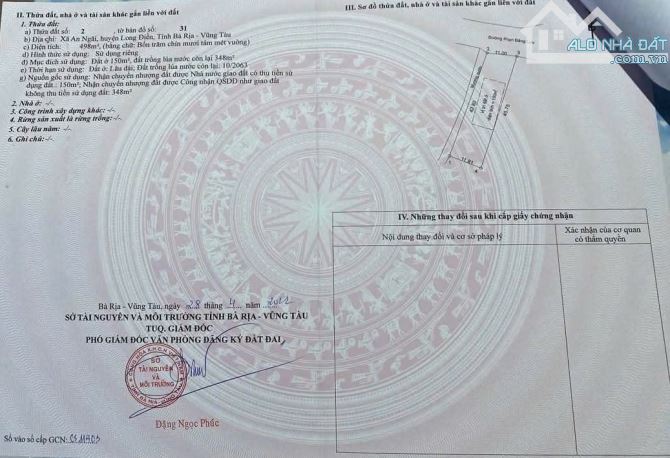 II. Thửa đất, nhà ở và tài sản khác gắn liền với đất
1. Thửa đất:
a) Thửa đất số: 2 , tờ bản đồ số: 31
b) Địa chỉ: Xã An Ngãi, huyện Long Điền, Tỉnh Bà Rịa - Vũng Tàu
c) Diện tích: 498m², (bằng chữ: Bốn trăm chín mươi tám mét vuông)
d) Hình thức sử dụng: Sử dụng riêng
đ) Mục đích sử dụng: Đất ở 150m², đất trồng lúa nước còn lại 348m²
e) Thời hạn sử dụng: Đất ở: Lâu dài; Đất trồng lúa nước còn lại: 10/2063
g) Nguồn gốc sử dụng: Nhận chuyển nhượng đất được Nhà nước giao đất có thu tiền sử
dụng đất : 150m²; Nhận chuyển nhượng đất được Công nhận QSDĐ như giao đất
không thu tiền sử dụng đất: 348m²
2. Nhà ở: -/-
3. Công trình xây dựng khác: -/-
4. Rừng sản xuất là rừng trồng: -/-
5. Cây lâu năm: -/-
6. Ghi chú: -/-
Bà Rịa - Vũng Tàu, ngày 28 tháng 4 năm 2022
SỞ TÀI NGUYÊN VÀ MÔI TRƯỜNG TỈNH BÀ RỊA - VŨNG TÀU
TUQ. GIÁM ĐỐC
PHÓ GIÁM ĐỐC VĂN PHÒNG ĐĂNG KÝ ĐẤT ĐAI
SỞ
TÀI NGUYÊN
VÀ
MÔI TRƯỜNG
Đặng Ngọc Phúc
Số vào sổ cấp GCN:
III. Sơ đồ thửa đất, nhà ở và tài sản khác gắn liền với đất
ALO NHÀ ĐẤT
Đường Phan Đăng
11.00
11.81
IV. Những thay đổi sau khi cấp giấy chứng nhận
Nội dung thay đổi và cơ sở pháp lý
Xác nhận của cơ quan
có thẩm quyền